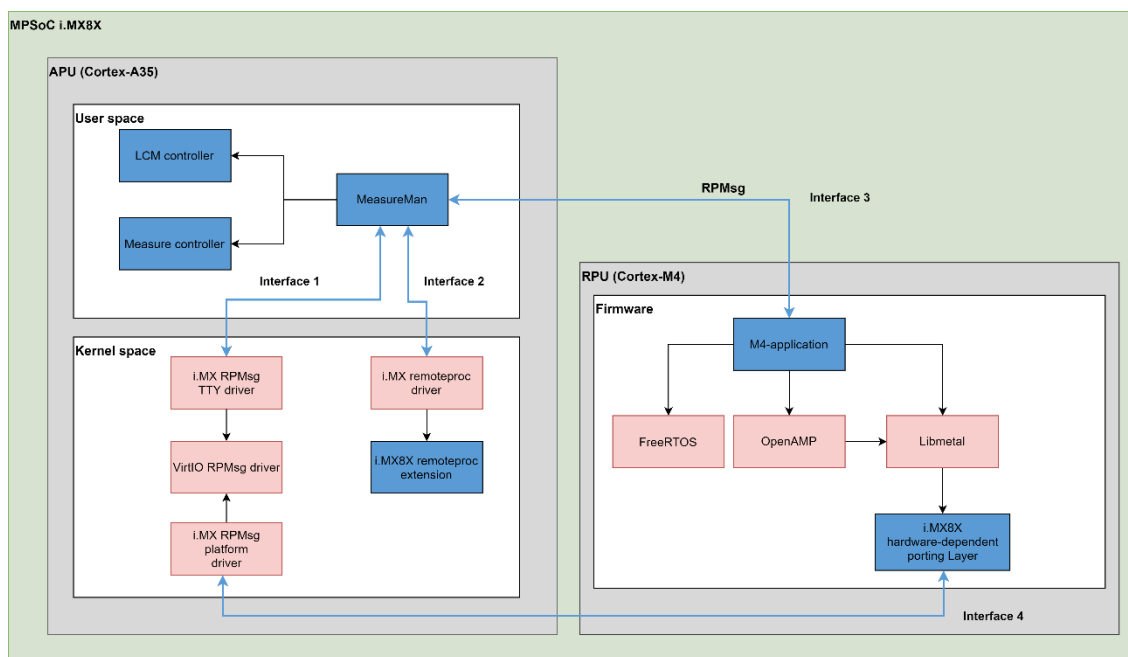 MPSoC i.MX8X
APU (Cortex-A35)
User space
LCM controller
MeasureMan
Measure controller
RPMsg
Interface 3
Interface 1
Interface 2
Kernel space
i.MX RPMsg
TTY driver
i.MX remoteproc
driver
VirtIO RPMsg driver
i.MX8X remoteproc
extension
i.MX RPMsg
platform
driver
RPU (Cortex-M4)
Firmware
M4-application
FreeRTOS
OpenAMP
Libmetal
i.MX8X
hardware-dependent
porting Layer
Interface 4